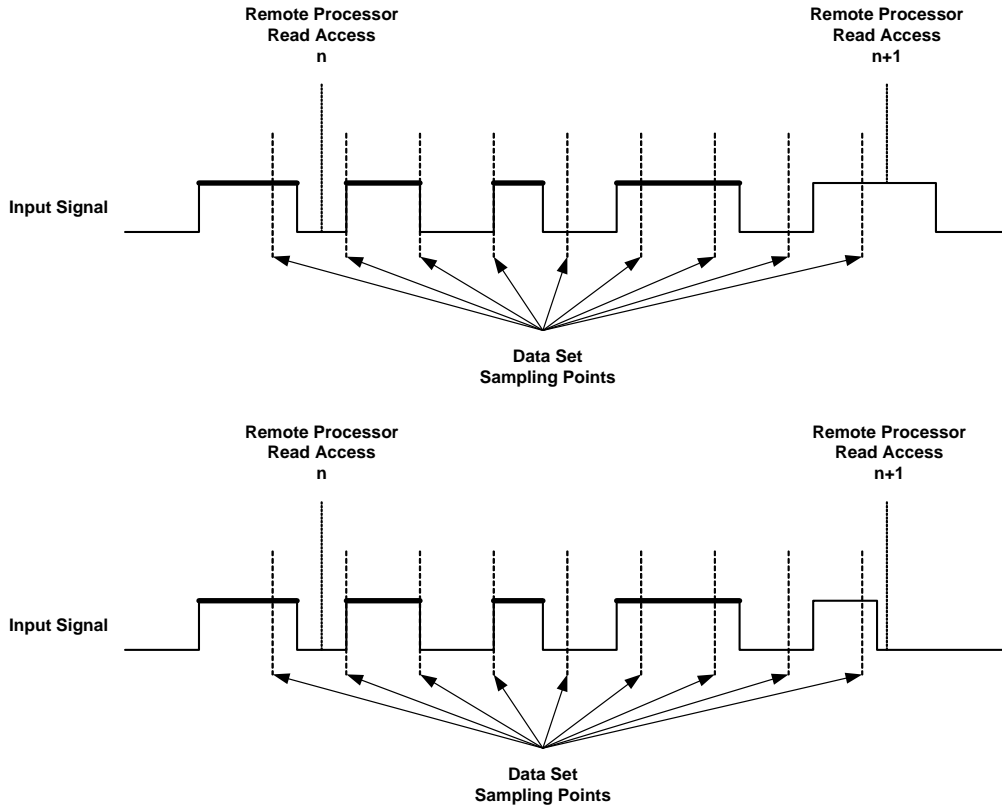 Remote Processor
Read Access
n
Remote Processor
Read Access
n+1
Input Signal
Data Set
Sampling Points
Remote Processor
Read Access
n
Remote Processor
Read Access
n+1
Input Signal
Data Set
Sampling Points